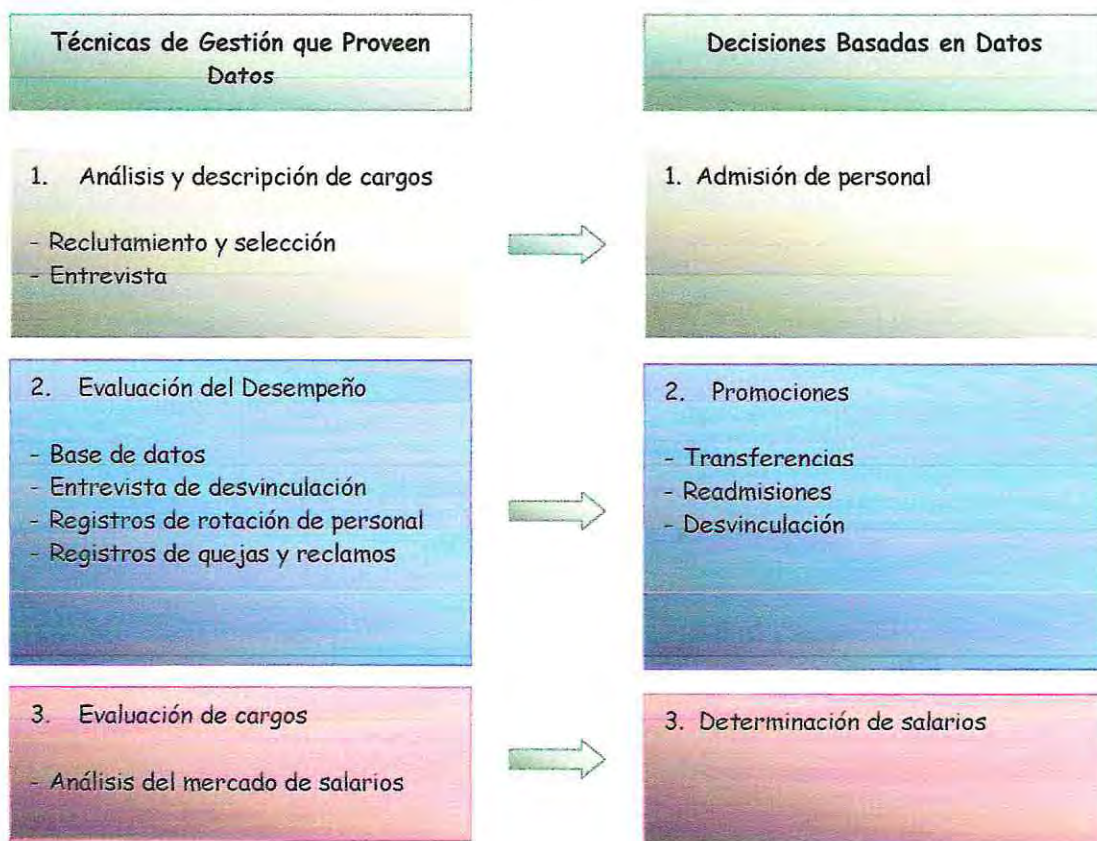 Técnicas de Gestión que Proveen
Datos
Decisiones Basadas en Datos
1. Análisis y descripción de cargos
- Reclutamiento y selección
- Entrevista
1. Admisión de personal
2. Evaluación del Desempeño
- Base de datos
- Entrevista de desvinculación
- Registros de rotación de personal
- Registros de quejas y reclamos
2. Promociones
- Transferencias
- Readmisiones
- Desvinculación
3. Evaluación de cargos
- Análisis del mercado de salarios
3. Determinación de salarios